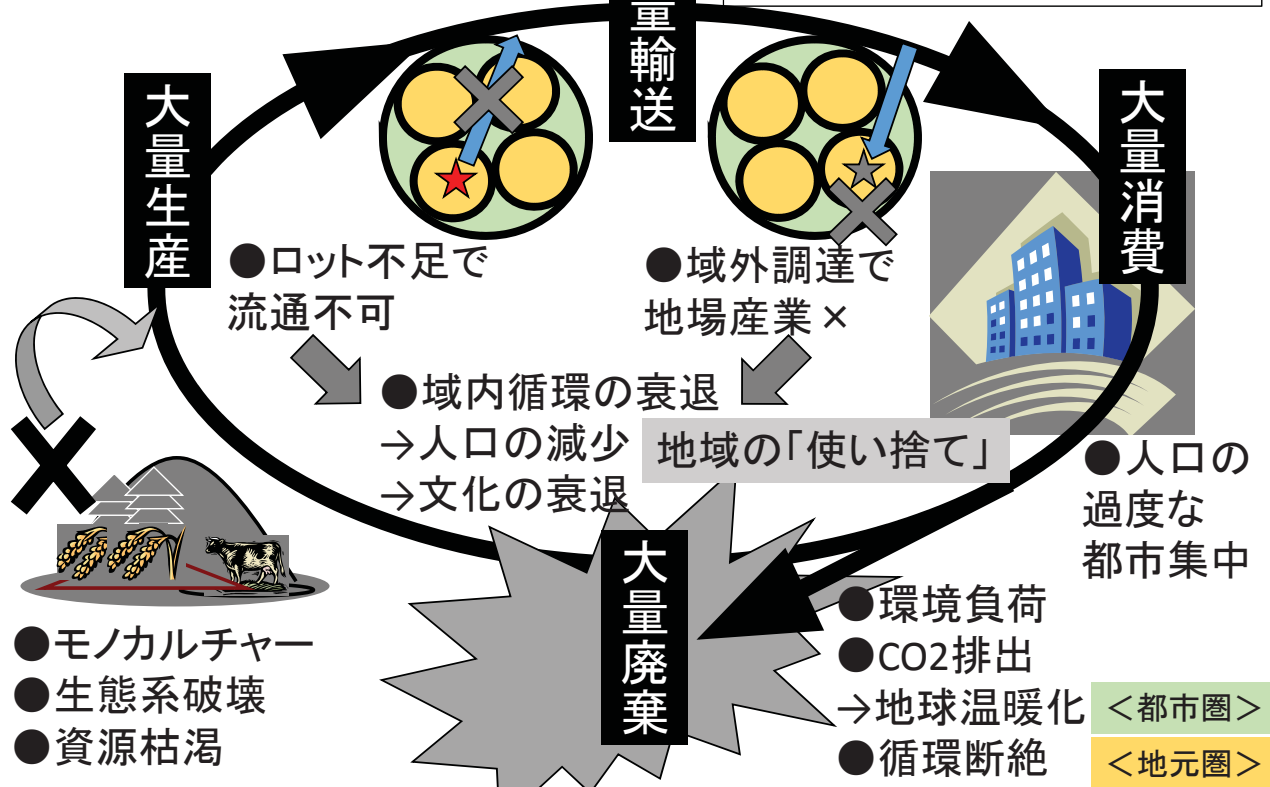 量輸送
大量生産
大量消費
●ロット不足で
流通不可
●域外調達で
地場産業×
●域内循環の衰退
→人口の減少
→文化の衰退
地域の「使い捨て」
●人口の
過度な
都市集中
大量廃棄
●モノカルチャー
●生態系破壊
●資源枯渇
●環境負荷
●CO2排出
→地球温暖化
●循環断絶
＜都市圏＞
＜地元圏＞